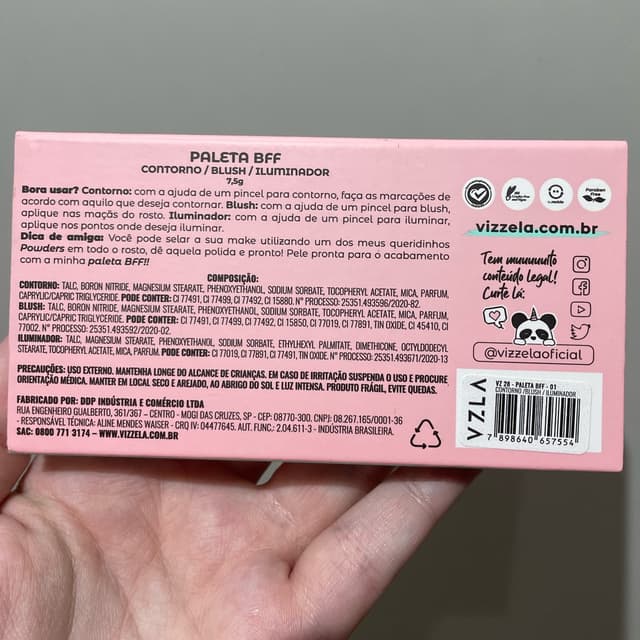 PALETA BFF
CONTORNO / BLUSH / ILUMINADOR
7,5g
Bora usar? Contorno: com a ajuda de um pincel para contorno, faça as marcações de
acordo com aquilo que deseja contornar. Blush: com a ajuda de um pincel para blush,
aplique nas maçãs do rosto. Iluminador: com a ajuda de um pincel para iluminar,
aplique nos pontos onde deseja iluminar.
Dica de amiga: Você pode selar a sua make utilizando um dos meus queridinhos
Powders em todo o rosto, dê aquela polida e pronto! Pele pronta para o acabamento
com a minha paleta BFF!!
COMPOSIÇÃO:
CONTORNO: TALC, BORON NITRIDE, MAGNESIUM STEARATE, PHENOXYETHANOL, SODIUM SORBATE, TOCOPHERYL ACETATE, MICA, PARFUM,
CAPRYLIC/CAPRIC TRIGLYCERIDE. PODE CONTER: CI 77491, CI 77499, CI 77492, CI 15880. N° PROCESSO: 25351.493596/2020-82.
BLUSH: TALC, BORON NITRIDE, MAGNESIUM STEARATE, PHENOXYETHANOL, SODIUM SORBATE, TOCOPHERYL ACETATE, MICA, PARFUM,
CAPRYLIC/CAPRIC TRIGLYCERIDE. PODE CONTER: CI 77491, CI 77499, CI 77492, CI 15850, CI 77019, CI 77891, TIN OXIDE, CI 45410, CI
77002. N° PROCESSO: 25351.493592/2020-02.
ILUMINADOR: TALC, MAGNESIUM STEARATE, PHENOXYETHANOL, SODIUM SORBATE, ETHYLHEXYL PALMITATE, DIMETHICONE, OCTYLDODECYL
STEARATE, TOCOPHERYL ACETATE, MICA, PARFUM. PODE CONTER: CI 77019, CI 77891, CI 77491, TIN OXIDE. N° PROCESSO: 25351.493671/2020-13
PRECAUÇÕES: USO EXTERNO. MANTENHA LONGE DO ALCANCE DE CRIANÇAS. EM CASO DE IRRITAÇÃO SUSPENDA O USO E PROCURE
ORIENTAÇÃO MÉDICA. MANTER EM LOCAL SECO E AREJADO, AO ABRIGO DO SOL E LUZ INTENSA. PRODUTO FRÁGIL, EVITE QUEDAS.
FABRICADO POR: DDP INDÚSTRIA E COMÉRCIO LTDA
RUA ENGENHEIRO GUALBERTO, 361/367 – CENTRO - MOGI DAS CRUZES, SP - CEP: 08770-300. CNPJ: 08.267.165/0001-36
- RESPONSÁVEL TÉCNICA: ALINE MENDES WAISER - CRQ IV: 04477645. AUT. FUNC.: 2.04.611-3 - INDÚSTRIA BRASILEIRA.
SAC: 0800 771 3174 – WWW.VIZZELA.COM.BR
Paraben
Free
vizzela.com.br
Tem muuuuuito
conteúdo legal!
Curte lá:
@vizzelaoficial
VZLA
VZ 28 - PALETA BFF - 01
CONTORNO /BLUSH / ILUMINADOR
7 898640 657554